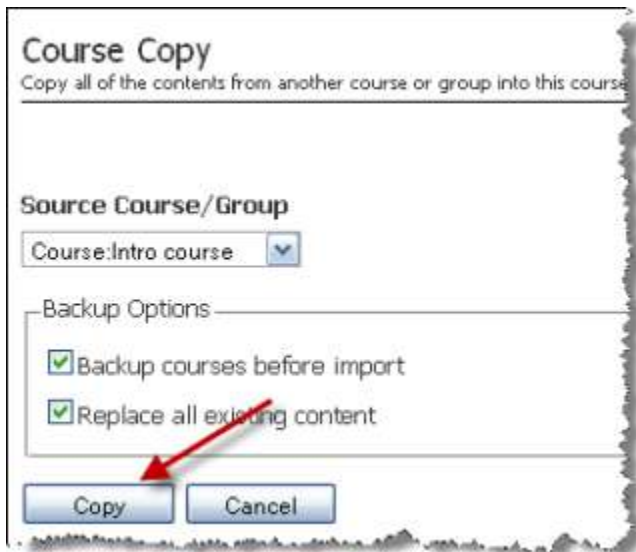 Course Copy
Copy all of the contents from another course or group into this course
Source Course/Group
Course:Intro course
Backup Options
Backup courses before import
Replace all existing content
Copy Cancel